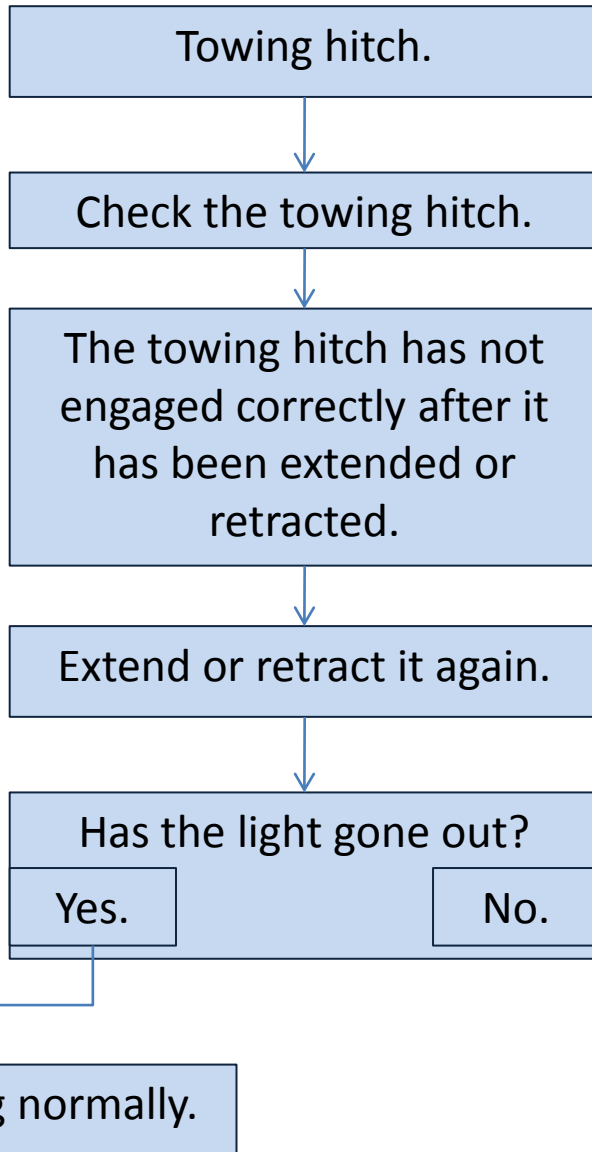 Towing hitch.
Check the towing hitch.
The towing hitch has not
engaged correctly after it
has been extended or
retracted.
Extend or retract it again.
Has the light gone out?
Yes.
No.
normally.